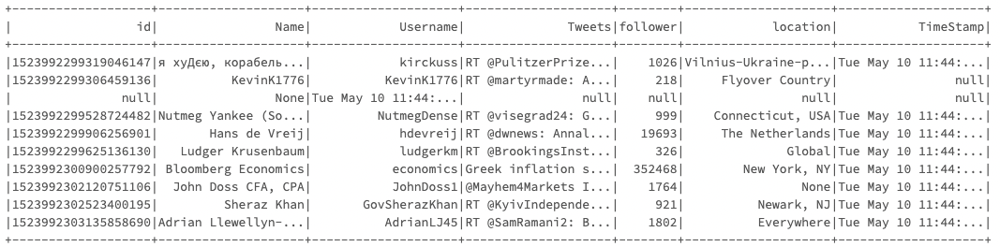 +-------------------+--------------------+--------------------+--------------------+--------+--------------------+--------------------+
|                 id|                Name|            Username|              Tweets|follower|            location|           TimeStamp|
+-------------------+--------------------+--------------------+--------------------+--------+--------------------+--------------------+
|1523992299319046147|я хуДєю, корабель...|            kirckuss|RT @PulitzerPrize...|    1026|Vilnius-Ukraine-p...|Tue May 10 11:44:...|
|1523992299306459136|          KevinK1776|          KevinK1776|RT @martyrmade: A...|     218|     Flyover Country|                null|
|               null|                None|Tue May 10 11:44:...|                null|    null|                null|                null|
|1523992299528724482|Nutmeg Yankee (So...|         NutmegDense|RT @visegrad24: G...|     999|    Connecticut, USA|Tue May 10 11:44:...|
|1523992299906256901|       Hans de Vreij|            hdevreij|RT @dwnews: Annal...|   19693|     The Netherlands|Tue May 10 11:44:...|
|1523992299625136130|    Ludger Krusenbaum|            ludgerkm|RT @BrookingsInst...|     326|              Global|Tue May 10 11:44:...|
|1523992300900257792| Bloomberg Economics|           economics|Greek inflation s...|  352468|        New York, NY|Tue May 10 11:44:...|
|1523992302120751106|  John Doss CFA, CPA|           JohnDoss1|@Mayhem4Markets I...|    1764|                None|Tue May 10 11:44:...|
|1523992302523400195|         Sheraz Khan|       GovSherazKhan|RT @KyivIndepende...|     921|          Newark, NJ|Tue May 10 11:44:...|
|1523992303135858690|Adrian Llewellyn-...|          AdrianLJ45|RT @SamRamani2: B...|    1802|          Everywhere|Tue May 10 11:44:...|
+-------------------+--------------------+--------------------+--------------------+--------+--------------------+--------------------+